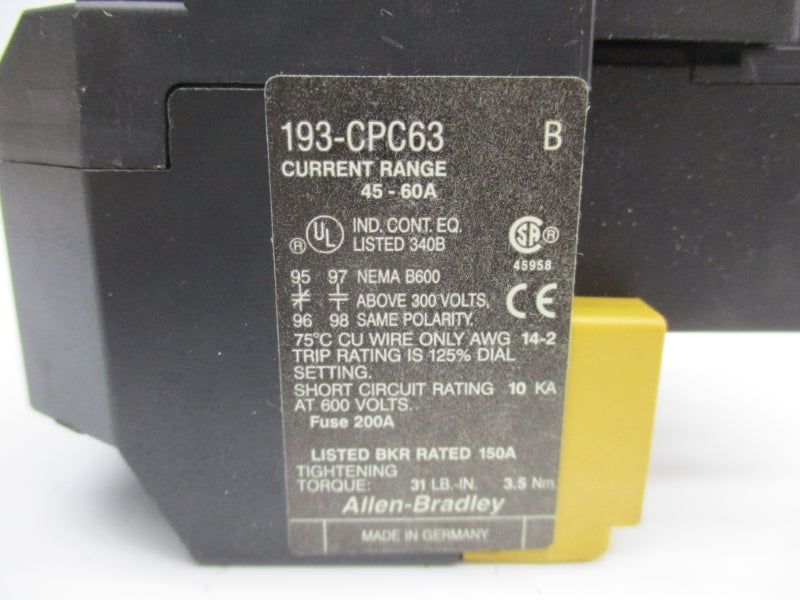 193-CPC63 B
CURRENT RANGE
45 - 60A
UL ® IND. CONT. EQ.
LISTED 340B
SA ®
45958
95 97 NEMA B600
ABOVE 300 VOLTS,
96 98 SAME POLARITY.
CE
75°C CU WIRE ONLY AWG 14-2
TRIP RATING IS 125% DIAL
SETTING.
SHORT CIRCUIT RATING 10 KA
AT 600 VOLTS.
Fuse 200A
LISTED BKR RATED 150A
TIGHTENING
TORQUE: 31 LB.-IN. 3.5 Nm
Allen-Bradley
MADE IN GERMANY